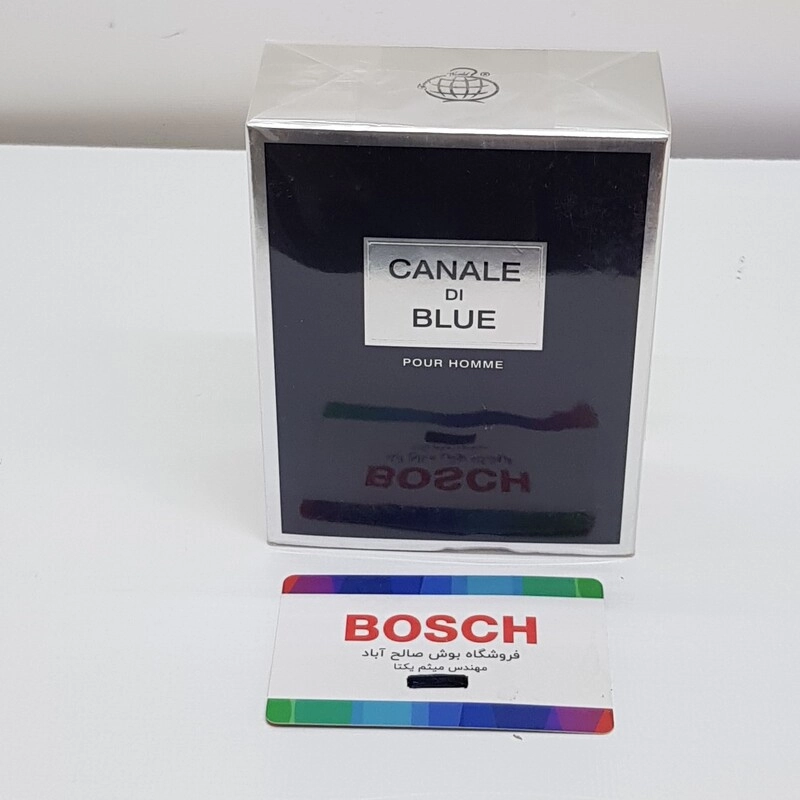 CANALE
DI
BLUE
POUR HOMME
BOSCH
فروشگاه بوش صالح آباد
مهندس میثم یکتا